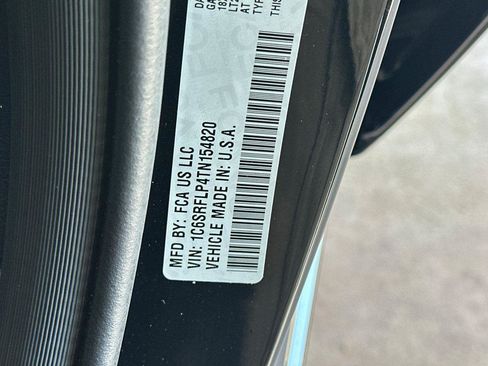 MFD BY: FCA US LLC
VIN: 1C6SRFLP4TN154820
VEHICLE MADE IN: U.S.A.